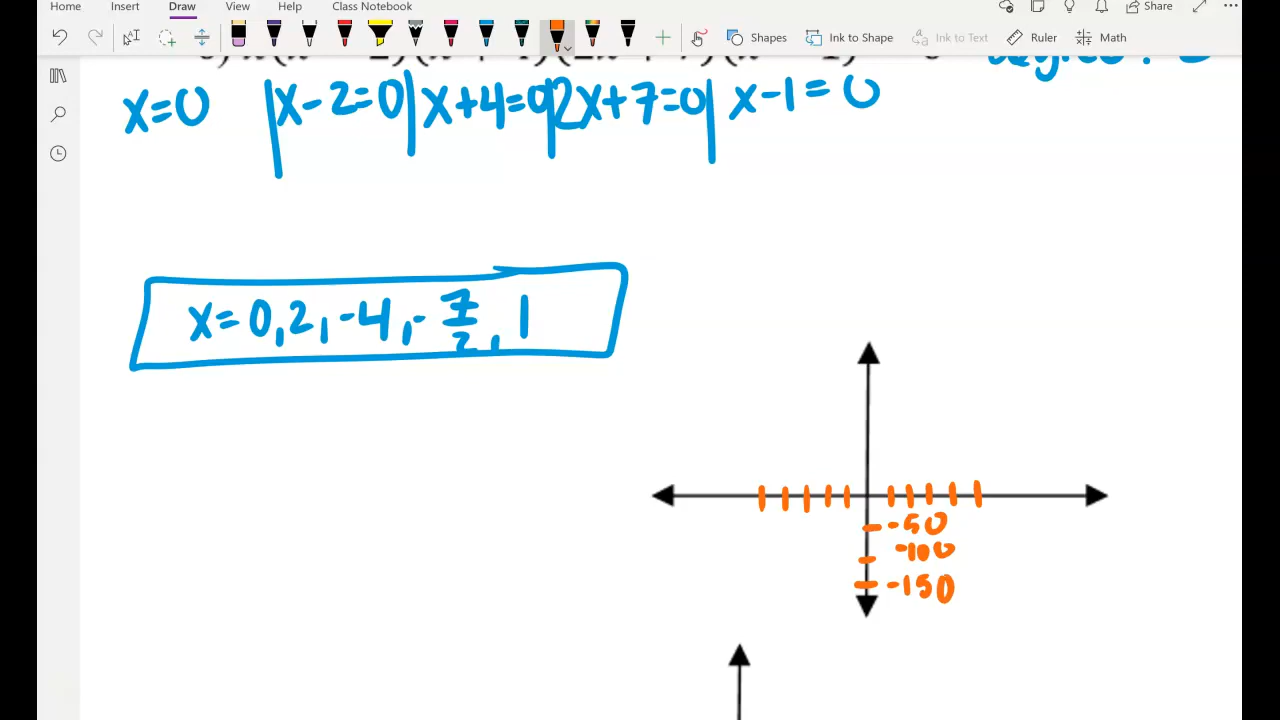 Home Insert Draw View Help Class Notebook Share
Shapes Ink to Shape Ink to Text Ruler Math
x=0 | x-2=0 | x+4=0 | 2x+7=0 | x-1=0
x=0,2,-4,-7/2,1
-50
-100
-150